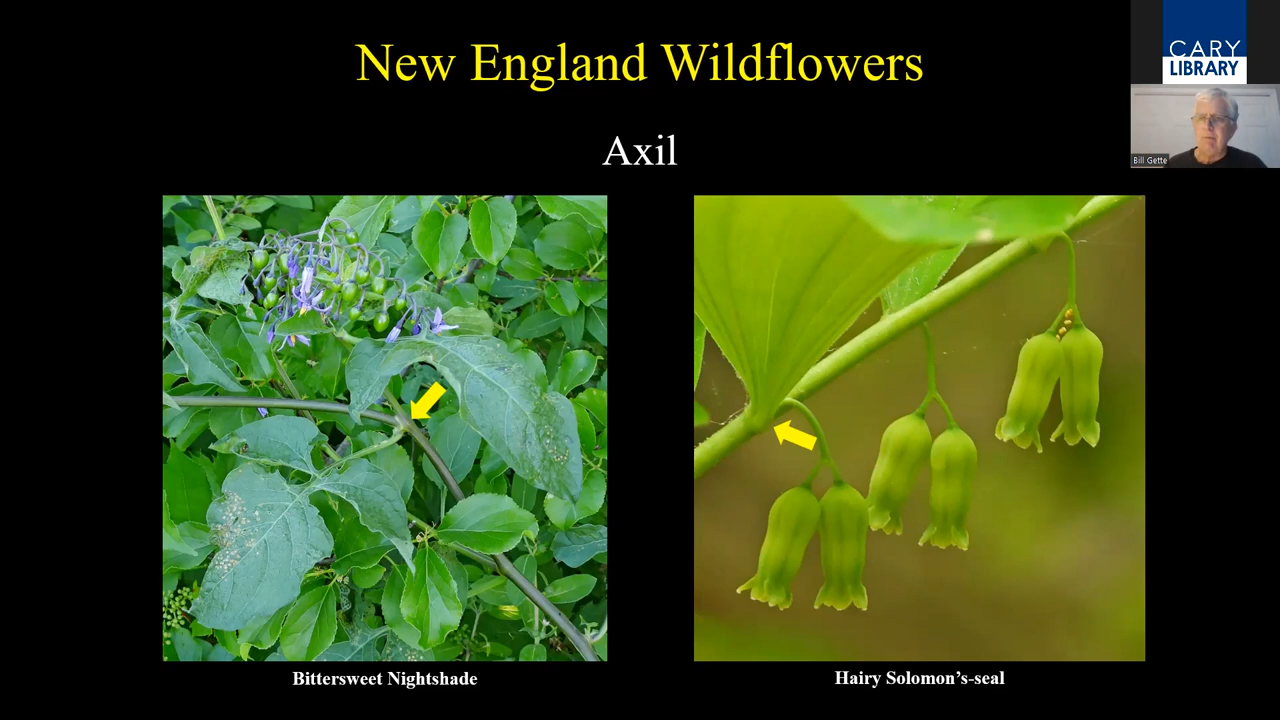 New England Wildflowers
CARY
LIBRARY
Axil
Bill Gette
Bittersweet Nightshade
Hairy Solomon’s-seal